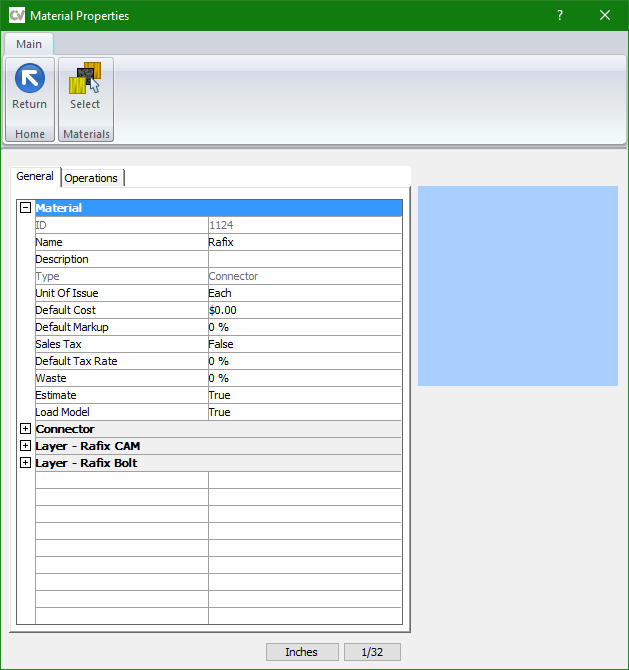 CV Material Properties ?
Main
Return
Select
Home
Materials
General Operations
Material
ID 1124
Name Rafix
Description
Type Connector
Unit Of Issue Each
Default Cost $0.00
Default Markup 0 %
Sales Tax False
Default Tax Rate 0 %
Waste 0 %
Estimate True
Load Model True
Connector
Layer - Rafix CAM
Layer - Rafix Bolt
Inches 1/32